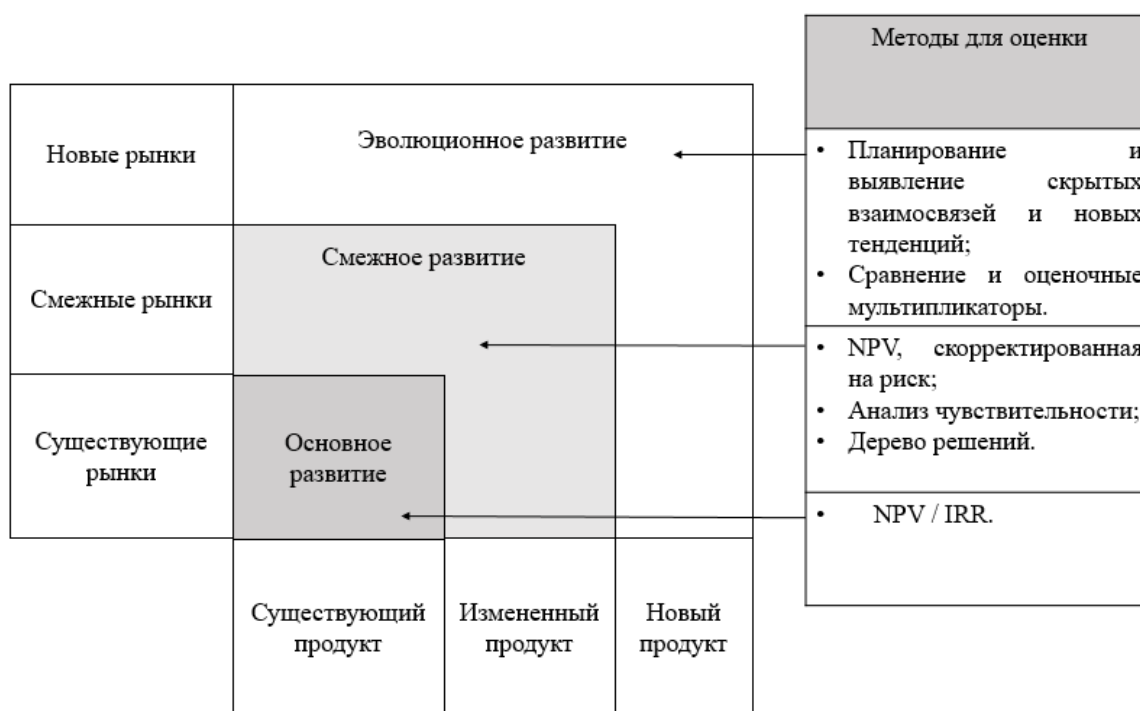 Методы для оценки
Новые рынки
Эволюционное развитие
• Планирование и
выявление скрытых
взаимосвязей и новых
тенденций;
• Сравнение и оценочные
мультипликаторы.
Смежные рынки
Смежное развитие
• NPV, скорректированная
на риск;
• Анализ чувствительности;
• Дерево решений.
Существующие
рынки
Основное
развитие
• NPV / IRR.
Существующий
продукт
Измененный
продукт
Новый
продукт